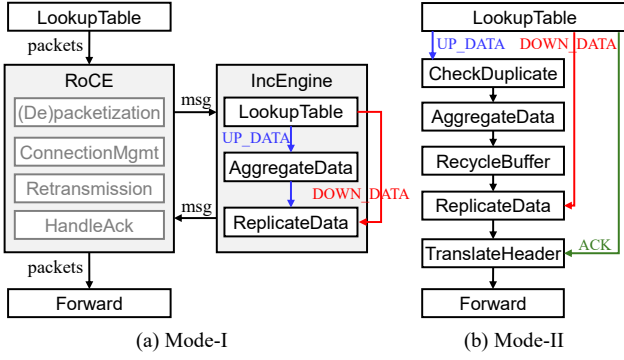 LookupTable
packets
RoCE
(De)packetization
ConnectionMgmt
Retransmission
HandleAck
msg
msg
IncEngine
LookupTable
UP_DATA
AggregateData
DOWN_DATA
ReplicateData
packets
Forward
(a) Mode-I
LookupTable
UP_DATA
DOWN_DATA
CheckDuplicate
AggregateData
RecycleBuffer
ReplicateData
ACK
TranslateHeader
Forward
(b) Mode-II